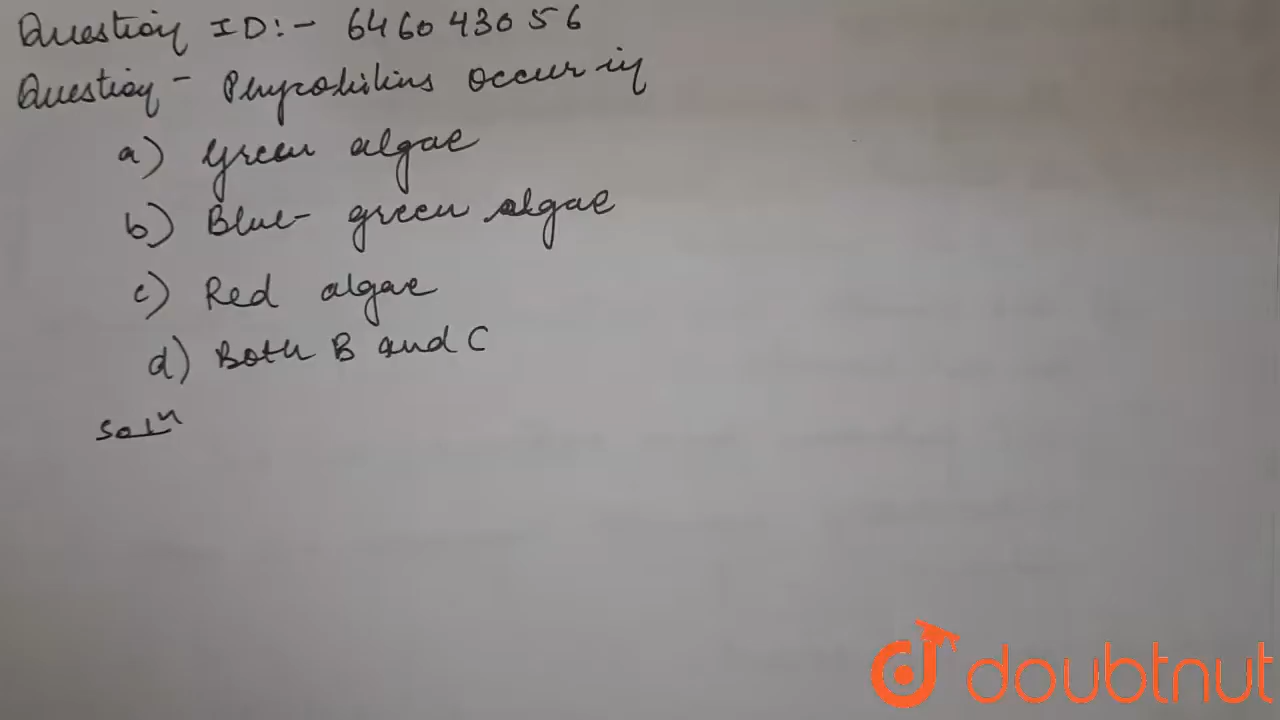 Question ID:- 646043056
Question - Phycobilins occur in
a) Green algae
b) Blue- green algae
c) Red algae
d) Both B and C
Solⁿ
doubtnut